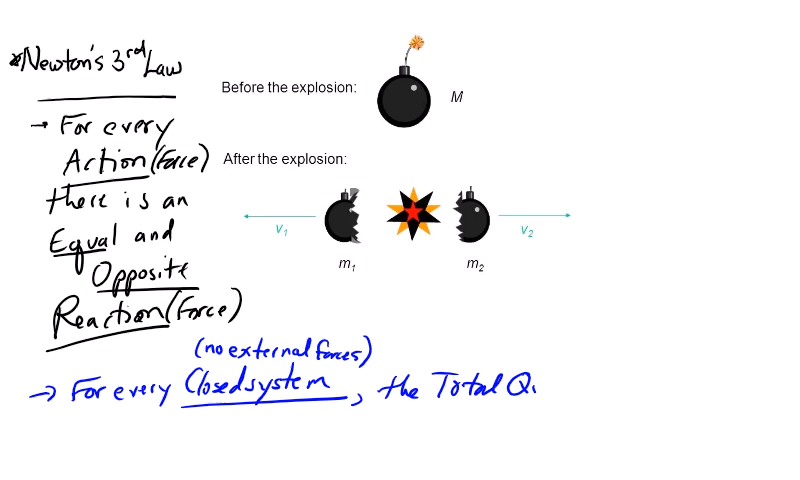 *Newton's 3rd Law
→ For every
Action (Force)
there is an
Equal and
Opposite
Reaction (Force)
Before the explosion:
M
After the explosion:
v1
v2
m1
m2
(no external forces)
→ For every Closed system, the Total Q